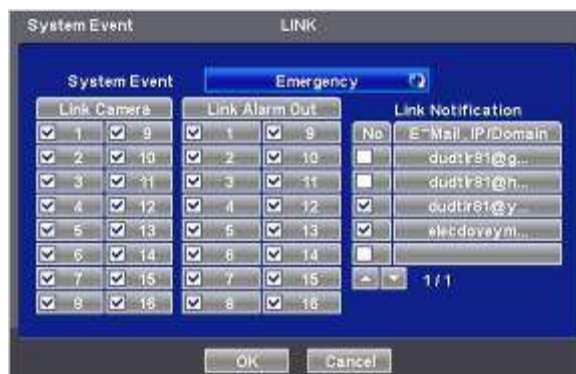 System Event LINK
System Event Emergency
Link Camera Link Alarm Out Link Notification
1 9 1 9 No E-Mail, IP/Domain
2 10 2 10 dudtlr81@g...
3 11 3 11 dudtlr81@h...
4 12 4 12 dudtlr81@y...
5 13 5 13 elecdoveym...
6 14 6 14
7 15 7 15 1/1
8 16 8 16
OK Cancel